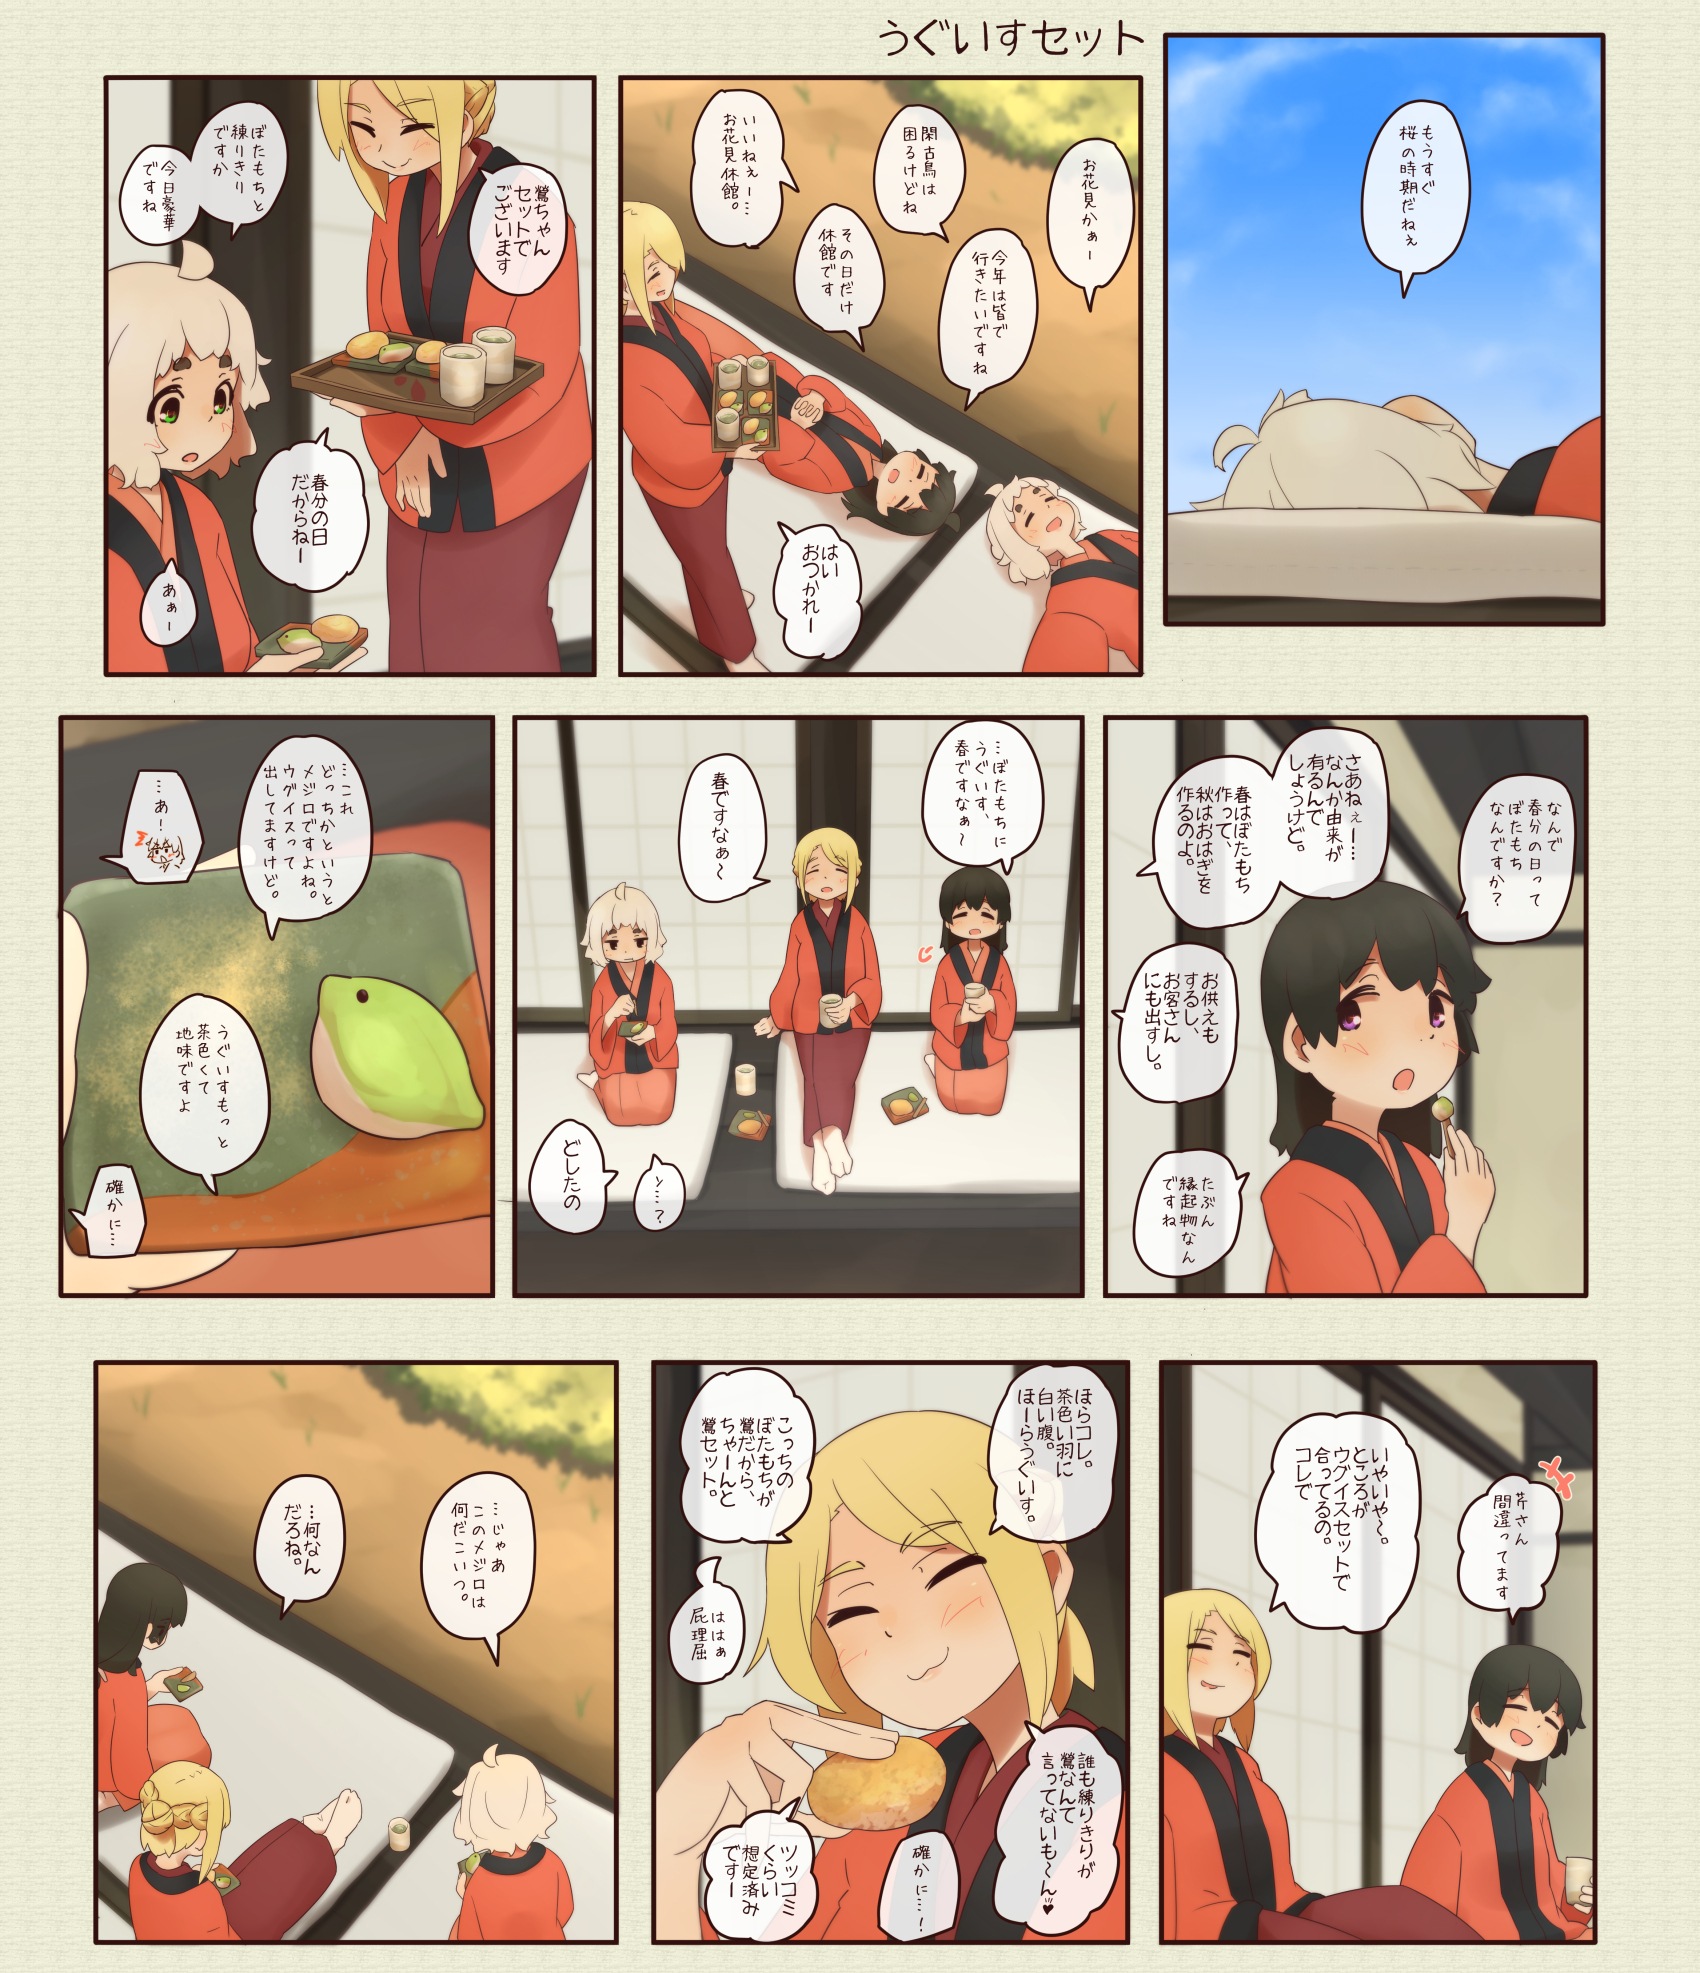 うぐいすセット
もうすぐ
桜の時期だねぇ
お花見かぁー
今年は皆で
行きたいですね
閑古鳥は
困るけどね
その日だけ
休館です
いいねぇー…
お花見休館。
はい
おつかれー
鶯ちゃん
セットで
ございます
ぼたもちと
練りきり
ですか
今日豪華
ですね
春分の日
だからねー
あぁー
なんで
春分の日って
ぼたもち
なんですか？
さあねぇー…
なんか由来が
有るんで
しょうけど。
春はぼたもち
作って、
秋はおはぎを
作るのよ。
お供えも
するし、
お客さん
にも出すし。
たぶん
縁起物なん
ですね
…ぼたもちに
うぐいす、
春ですなぁ〜
春ですなぁ〜
ン…？
どしたの
…これ
どっちかというと
メジロですよね。
ウグイスって
出してますけど。
…あ！
うぐいすもっと
茶色くて
地味ですよ
確かに…
芹さん
間違ってます
いやいや〜。
ところが
ウグイスセットで
合ってるの。
コレで
ほらコレ。
茶色い羽に
白い腹。
ほーらうぐいす。
こっちの
ぼたもちが
鶯だから、
ちゃーんと
鶯セット。
ははぁ
屁理屈
誰も練りきりが
鶯なんて
言ってないも〜ん♥
確かに…！
ツッコミ
くらい
想定済み
ですー
…じゃあ
このメジロは
何だこいつ。
…何なん
だろね。